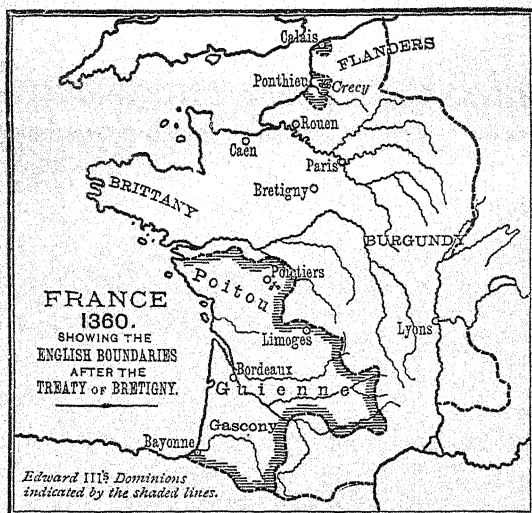 Calais
FLANDERS
Ponthieu
Crecy
Rouen
Caen
Paris
Bretigny
BRITTANY
BURGUNDY
Poitiers
Poitou
FRANCE
1360.
SHOWING THE
ENGLISH BOUNDARIES
AFTER THE
TREATY OF BRETIGNY.
Limoges
Lyons
Bordeaux
Guienne
Gascony
Bayonne
Edward III's Dominions
indicated by the shaded lines.